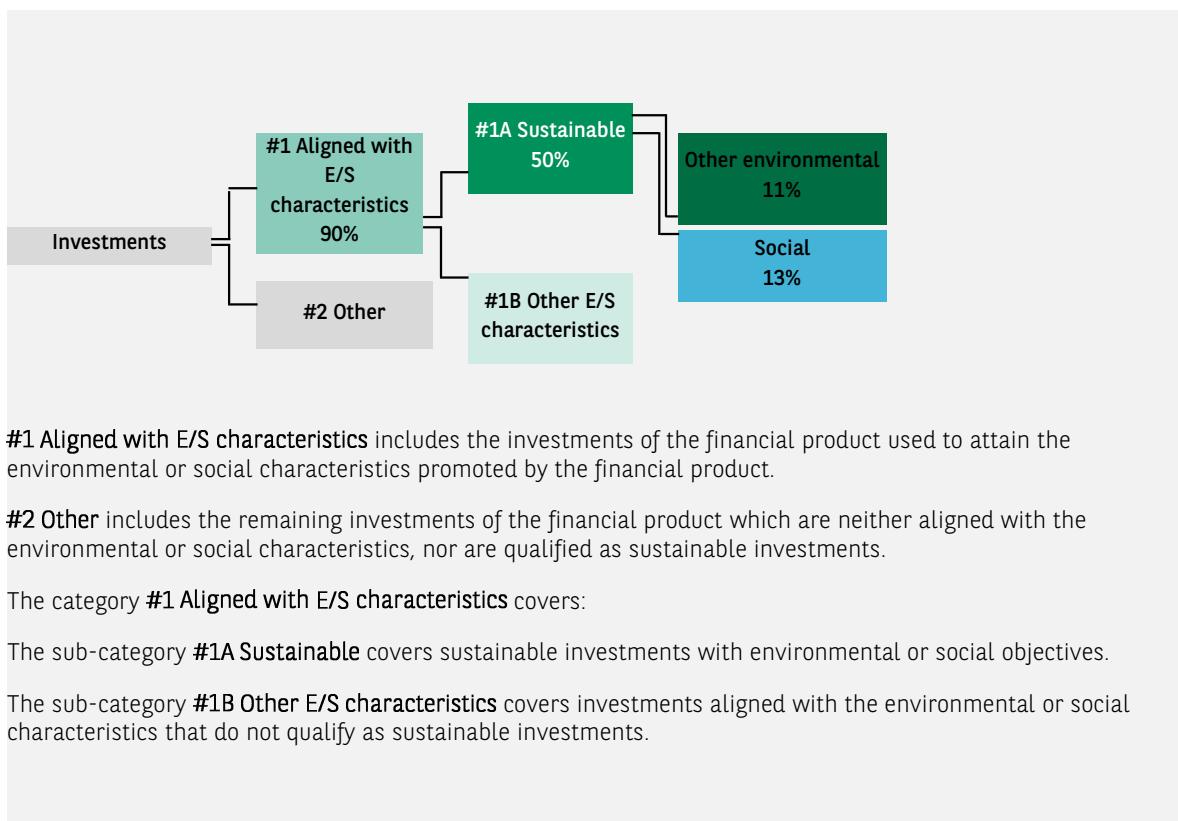 #1 Aligned with
E/S
characteristics
90%
#1A Sustainable
50%
Other environmental
11%
Investments
Social
13%
#2 Other
#1B Other E/S
characteristics
#1 Aligned with E/S characteristics includes the investments of the financial product used to attain the
environmental or social characteristics promoted by the financial product.
#2 Other includes the remaining investments of the financial product which are neither aligned with the
environmental or social characteristics, nor are qualified as sustainable investments.
The category #1 Aligned with E/S characteristics covers:
The sub-category #1A Sustainable covers sustainable investments with environmental or social objectives.
The sub-category #1B Other E/S characteristics covers investments aligned with the environmental or social
characteristics that do not qualify as sustainable investments.